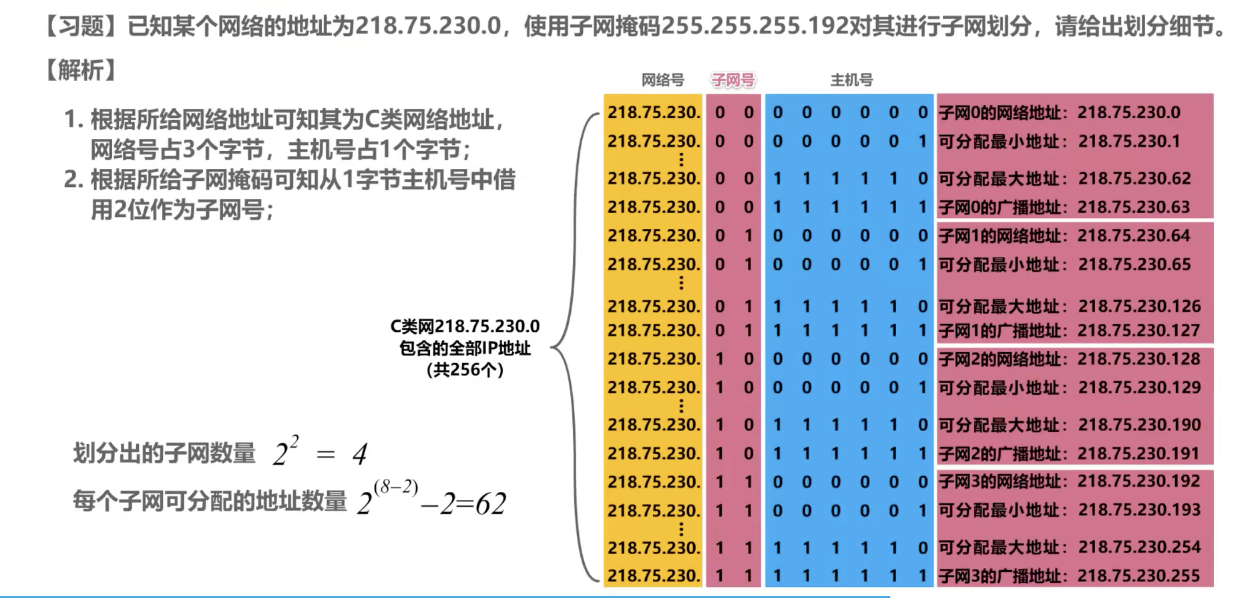 【习题】已知某个网络的地址为218.75.230.0，使用子网掩码255.255.255.192对其进行子网划分，请给出划分细节。
【解析】
1. 根据所给网络地址可知其为C类网络地址，
网络号占3个字节，主机号占1个字节；
2. 根据所给子网掩码可知从1字节主机号中借
用2位作为子网号；
C类网218.75.230.0
包含的全部IP地址
（共256个）
划分出的子网数量 2^2 = 4
每个子网可分配的地址数量 2^(8-2) -2=62
网络号 子网号 主机号
218.75.230. 0 0 0 0 0 0 0 0 子网0的网络地址：218.75.230.0
218.75.230. 0 0 0 0 0 0 0 1 可分配最小地址：218.75.230.1
⋮
218.75.230. 0 0 1 1 1 1 1 0 可分配最大地址：218.75.230.62
218.75.230. 0 0 1 1 1 1 1 1 子网0的广播地址：218.75.230.63
218.75.230. 0 1 0 0 0 0 0 0 子网1的网络地址：218.75.230.64
218.75.230. 0 1 0 0 0 0 0 1 可分配最小地址：218.75.230.65
⋮
218.75.230. 0 1 1 1 1 1 1 0 可分配最大地址：218.75.230.126
218.75.230. 0 1 1 1 1 1 1 1 子网1的广播地址：218.75.230.127
218.75.230. 1 0 0 0 0 0 0 0 子网2的网络地址：218.75.230.128
218.75.230. 1 0 0 0 0 0 0 1 可分配最小地址：218.75.230.129
⋮
218.75.230. 1 0 1 1 1 1 1 0 可分配最大地址：218.75.230.190
218.75.230. 1 0 1 1 1 1 1 1 子网2的广播地址：218.75.230.191
218.75.230. 1 1 0 0 0 0 0 0 子网3的网络地址：218.75.230.192
218.75.230. 1 1 0 0 0 0 0 1 可分配最小地址：218.75.230.193
⋮
218.75.230. 1 1 1 1 1 1 1 0 可分配最大地址：218.75.230.254
218.75.230. 1 1 1 1 1 1 1 1 子网3的广播地址：218.75.230.255